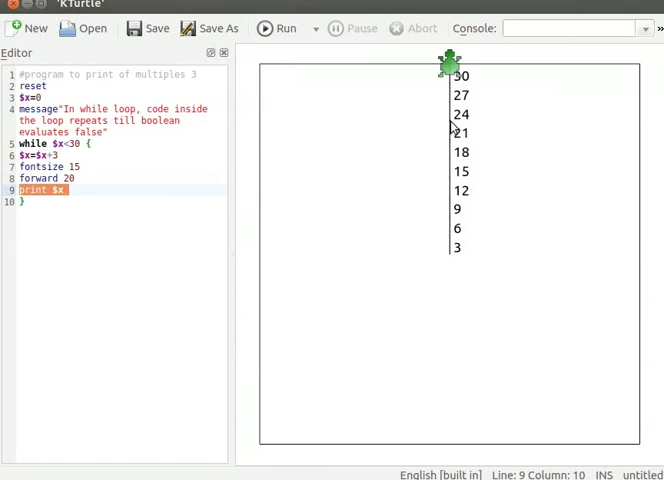 'KTurtle'
New Open Save Save As Run Pause Abort Console: »
Editor
1 #program to print of multiples 3
2 reset
3 $x=0
4 message"In while loop, code inside
the loop repeats till boolean
evaluates false"
5 while $x<30 {
6 $x=$x+3
7 fontsize 15
8 forward 20
9 print $x
10 }
30
27
24
21
18
15
12
9
6
3
English [built in] Line: 9 Column: 10 INS untitled